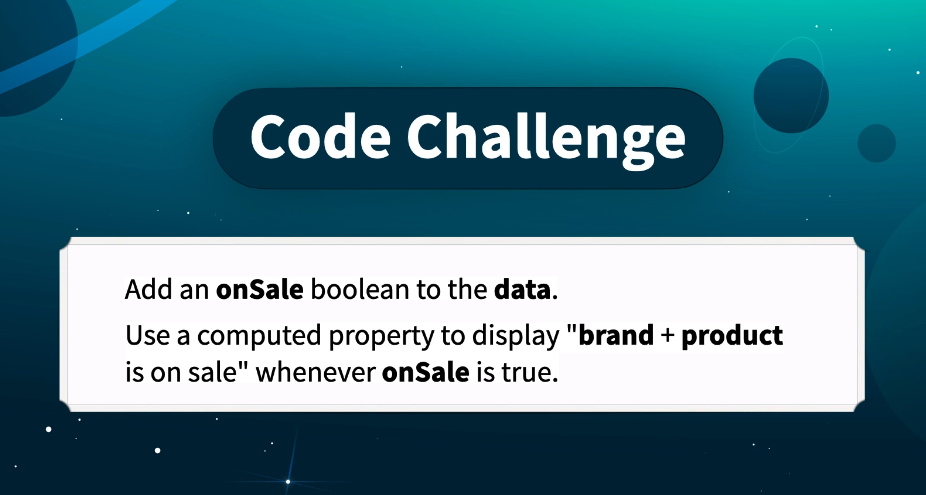 Code Challenge
Add an onSale boolean to the data.
Use a computed property to display "brand + product
is on sale" whenever onSale is true.